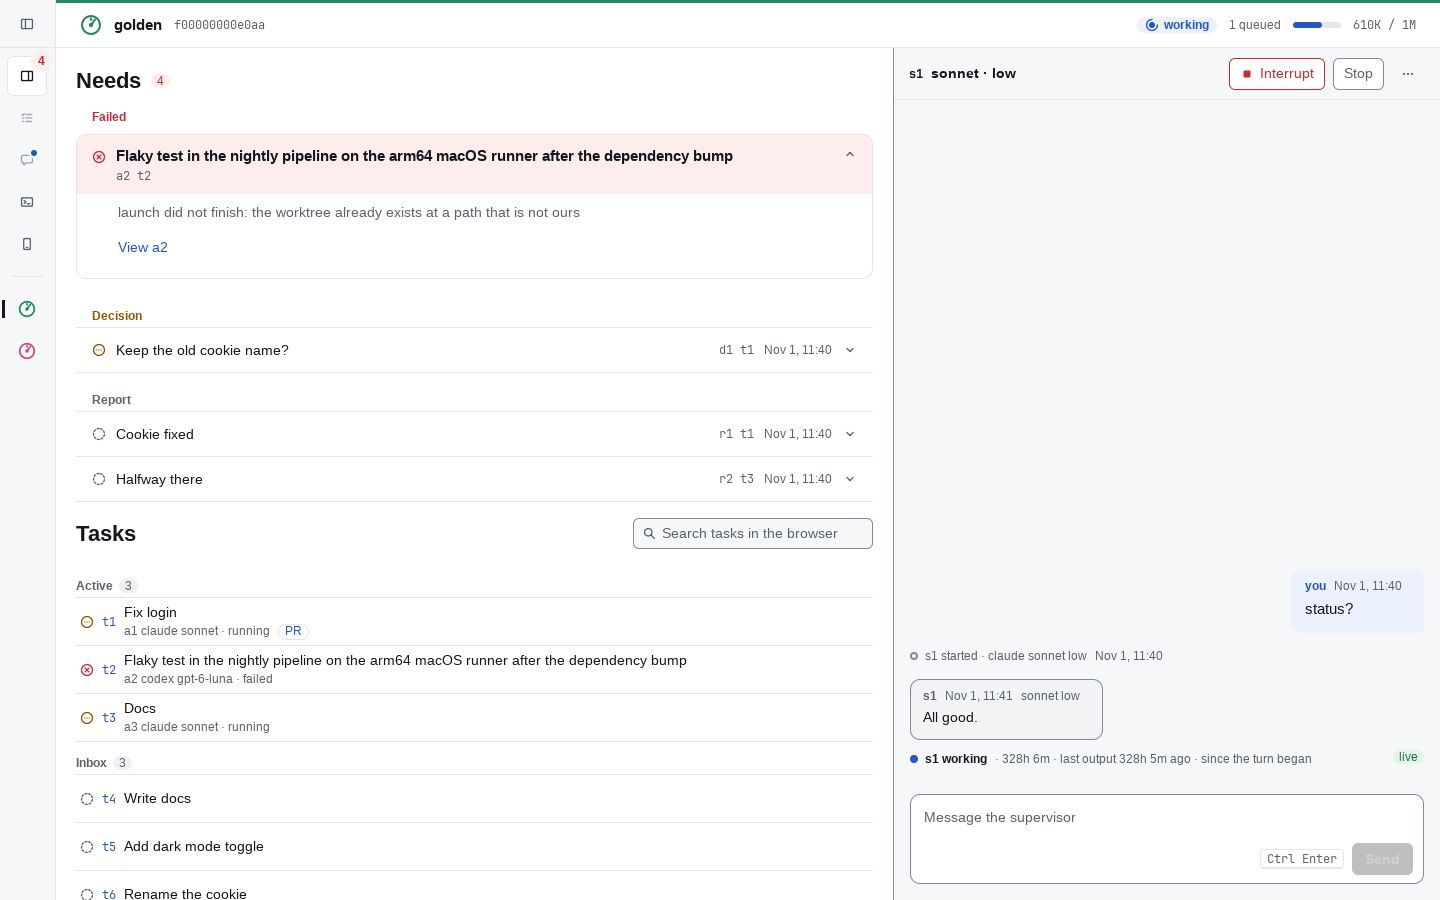 golden f00000000e0aa working 1 queued 610K / 1M
4
Needs 4
Failed
Flaky test in the nightly pipeline on the arm64 macOS runner after the dependency bump
a2 t2
launch did not finish: the worktree already exists at a path that is not ours
View a2
Decision
Keep the old cookie name? d1 t1 Nov 1, 11:40
Report
Cookie fixed r1 t1 Nov 1, 11:40
Halfway there r2 t3 Nov 1, 11:40
Tasks Search tasks in the browser
Active 3
t1 Fix login
a1 claude sonnet · running PR
t2 Flaky test in the nightly pipeline on the arm64 macOS runner after the dependency bump
a2 codex gpt-6-luna · failed
t3 Docs
a3 claude sonnet · running
Inbox 3
t4 Write docs
t5 Add dark mode toggle
t6 Rename the cookie
s1 sonnet · low Interrupt Stop
you Nov 1, 11:40
status?
s1 started · claude sonnet low Nov 1, 11:40
s1 Nov 1, 11:41 sonnet low
All good.
s1 working · 328h 6m · last output 328h 5m ago · since the turn began live
Message the supervisor
Ctrl Enter Send